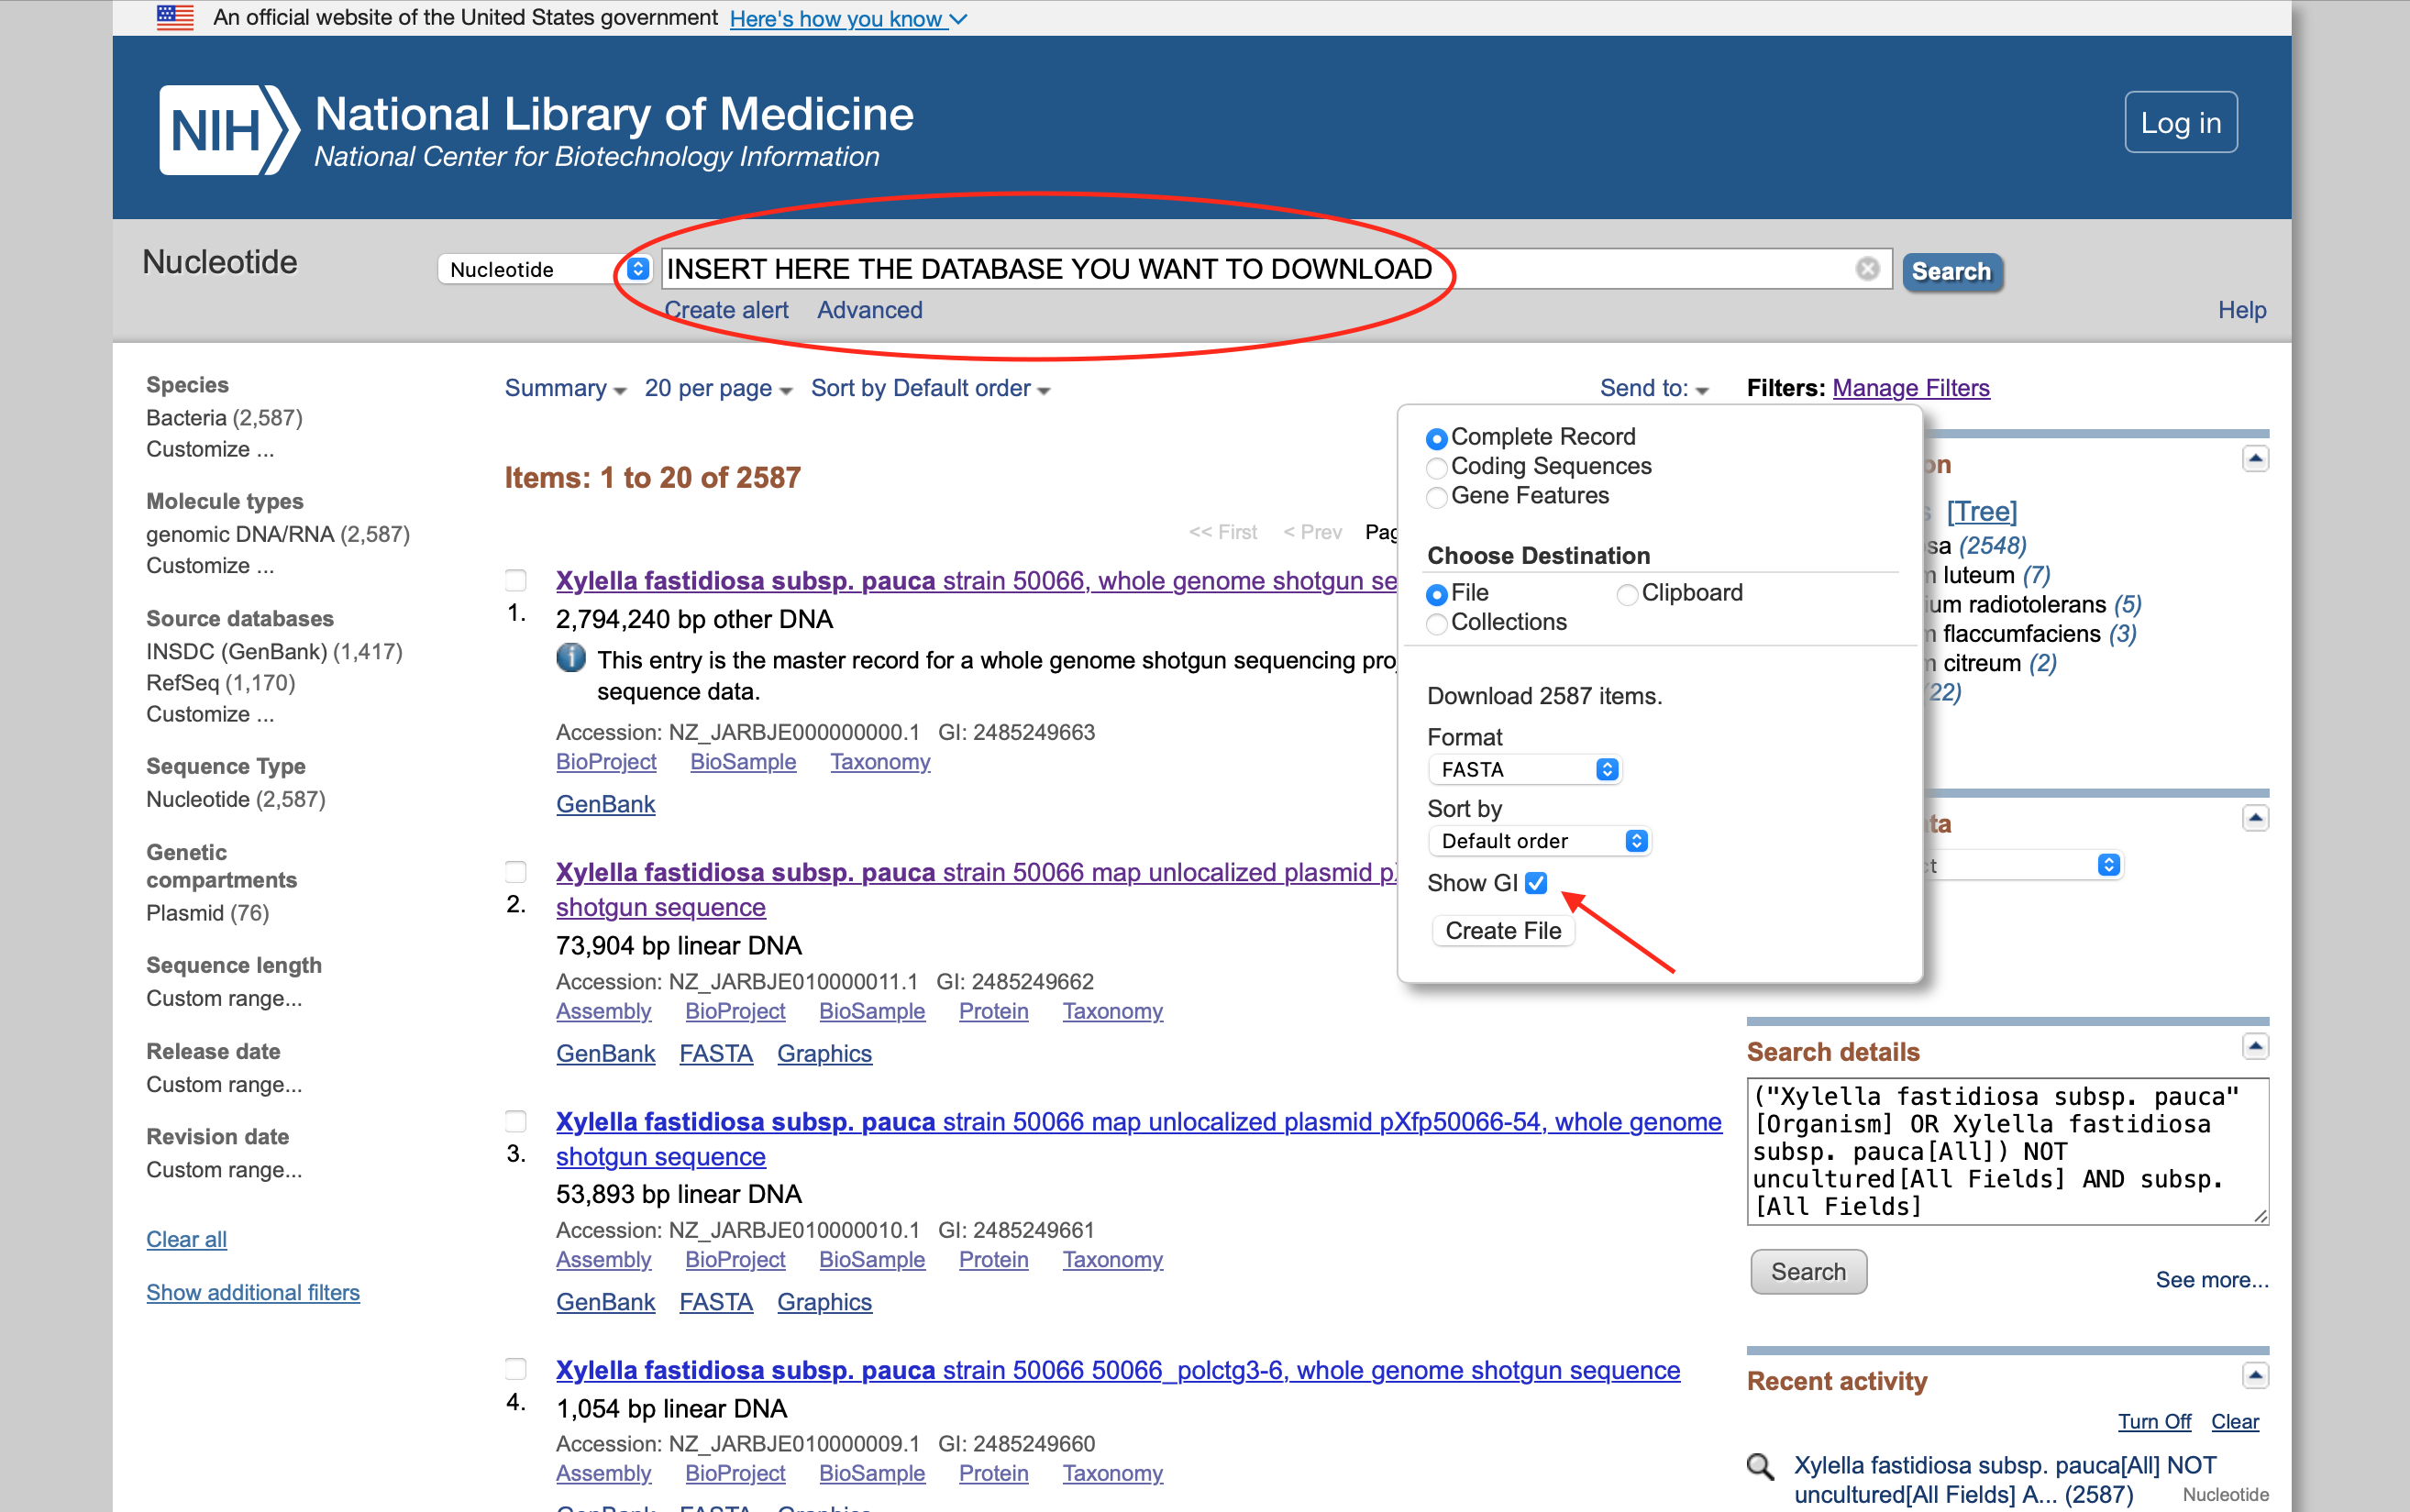 An official website of the United States government Here's how you know
NIH National Library of Medicine
National Center for Biotechnology Information
Log in
Nucleotide
Nucleotide
INSERT HERE THE DATABASE YOU WANT TO DOWNLOAD
Search
Create alert Advanced
Help
Species
Bacteria (2,587)
Customize ...
Molecule types
genomic DNA/RNA (2,587)
Customize ...
Source databases
INSDC (GenBank) (1,417)
RefSeq (1,170)
Customize ...
Sequence Type
Nucleotide (2,587)
Genetic
compartments
Plasmid (76)
Sequence length
Custom range...
Release date
Custom range...
Revision date
Custom range...
Clear all
Show additional filters
Summary 20 per page Sort by Default order
Send to:
Items: 1 to 20 of 2587
<< First < Prev Pag
1. Xylella fastidiosa subsp. pauca strain 50066, whole genome shotgun se
2,794,240 bp other DNA
This entry is the master record for a whole genome shotgun sequencing proj
sequence data.
Accession: NZ_JARBJE000000000.1 GI: 2485249663
BioProject BioSample Taxonomy
GenBank
2. Xylella fastidiosa subsp. pauca strain 50066 map unlocalized plasmid pX
shotgun sequence
73,904 bp linear DNA
Accession: NZ_JARBJE010000011.1 GI: 2485249662
Assembly BioProject BioSample Protein Taxonomy
GenBank FASTA Graphics
3. Xylella fastidiosa subsp. pauca strain 50066 map unlocalized plasmid pXfp50066-54, whole genome
shotgun sequence
53,893 bp linear DNA
Accession: NZ_JARBJE010000010.1 GI: 2485249661
Assembly BioProject BioSample Protein Taxonomy
GenBank FASTA Graphics
4. Xylella fastidiosa subsp. pauca strain 50066 50066_polctg3-6, whole genome shotgun sequence
1,054 bp linear DNA
Accession: NZ_JARBJE010000009.1 GI: 2485249660
Assembly BioProject BioSample Protein Taxonomy
GenBank FASTA Graphics
Complete Record
Coding Sequences
Gene Features
Choose Destination
File Clipboard
Collections
Download 2587 items.
Format
FASTA
Sort by
Default order
Show GI
Create File
Filters: Manage Filters
on
[Tree]
sa (2548)
luteum (7)
ium radiotolerans (5)
flaccumfaciens (3)
citreum (2)
22)
ta
Search details
("Xylella fastidiosa subsp. pauca"
[Organism] OR Xylella fastidiosa
subsp. pauca[All]) NOT
uncultured[All Fields] AND subsp.
[All Fields]
Search
See more...
Recent activity
Turn Off Clear
Xylella fastidiosa subsp. pauca[All] NOT
uncultured[All Fields] A... (2587) Nucleotide